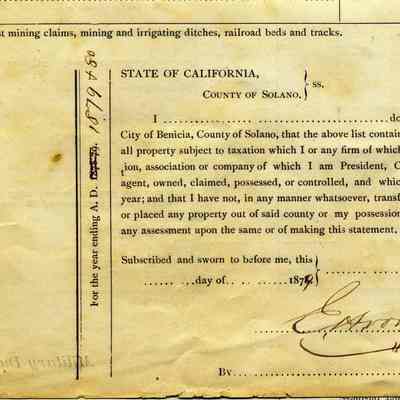 st mining claims, mining and irrigating ditches, railroad beds and tracks.
For the year ending A. D. 1879 & 80
STATE OF CALIFORNIA,
COUNTY OF SOLANO. } ss.
I
City of Benicia, County of Solano, that the above list contain
all property subject to taxation which I or any firm of which
tion, association or company of which I am President, C
agent, owned, claimed, possessed, or controlled, and whic
year; and that I have not, in any manner whatsoever, transf
or placed any property out of said county or my possession
any assessment upon the same or of making this statement.
Subscribed and sworn to before me, this
day of 187
By